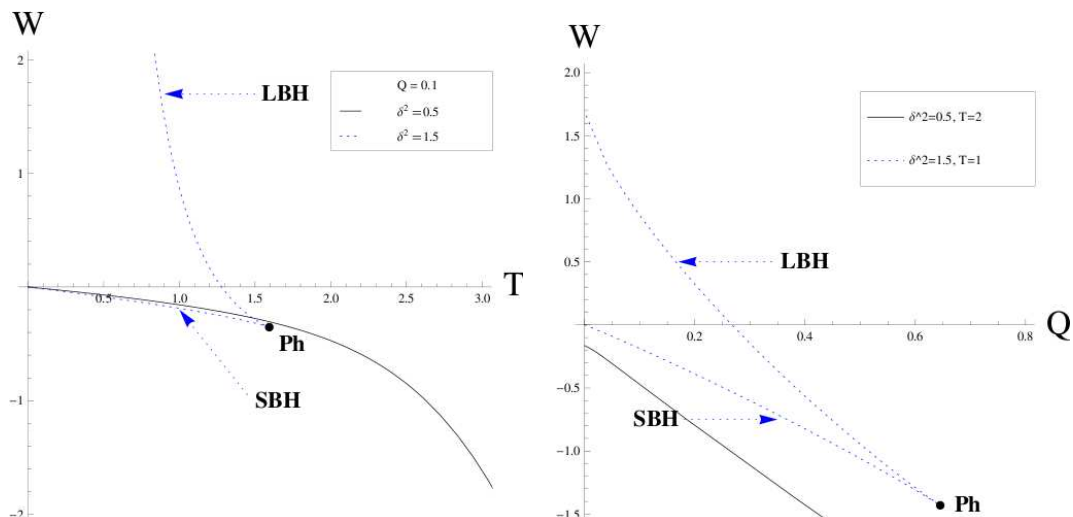 W
2
1
−1
−2
0.5
1.0
1.5
2.0
2.5
3.0
T
Q = 0.1
δ² = 0.5
δ² = 1.5
LBH
Ph
SBH
W
2.0
1.5
1.0
0.5
−0.5
−1.0
−1.5
0.2
0.4
0.6
0.8
Q
δ^2=0.5, T=2
δ^2=1.5, T=1
LBH
SBH
Ph